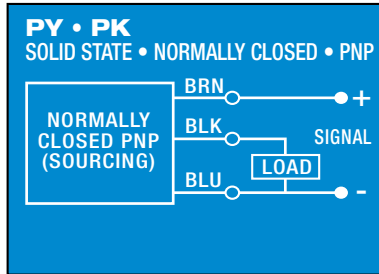 PY • PK
SOLID STATE • NORMALLY CLOSED • PNP
NORMALLY
CLOSED PNP
(SOURCING)
BRN
+
BLK
SIGNAL
LOAD
BLU
-